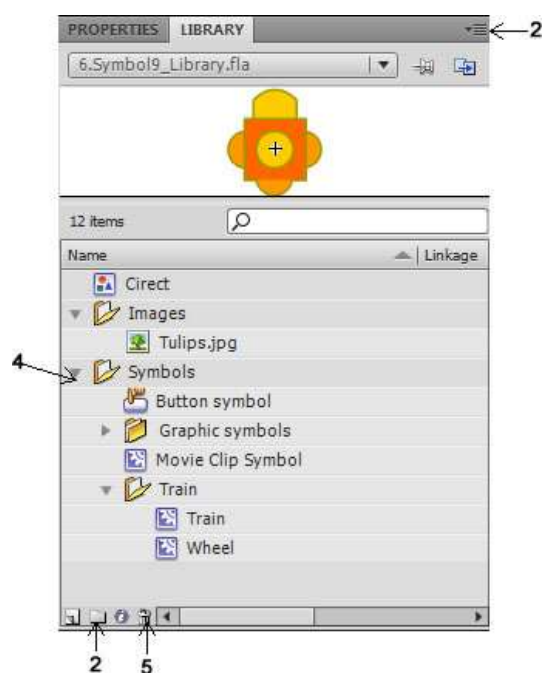 PROPERTIES LIBRARY
2
6.Symbol9_Library.fla
12 items
Name Linkage
Cirect
Images
Tulips.jpg
4
Symbols
Button symbol
Graphic symbols
Movie Clip Symbol
Train
Train
Wheel
2 5